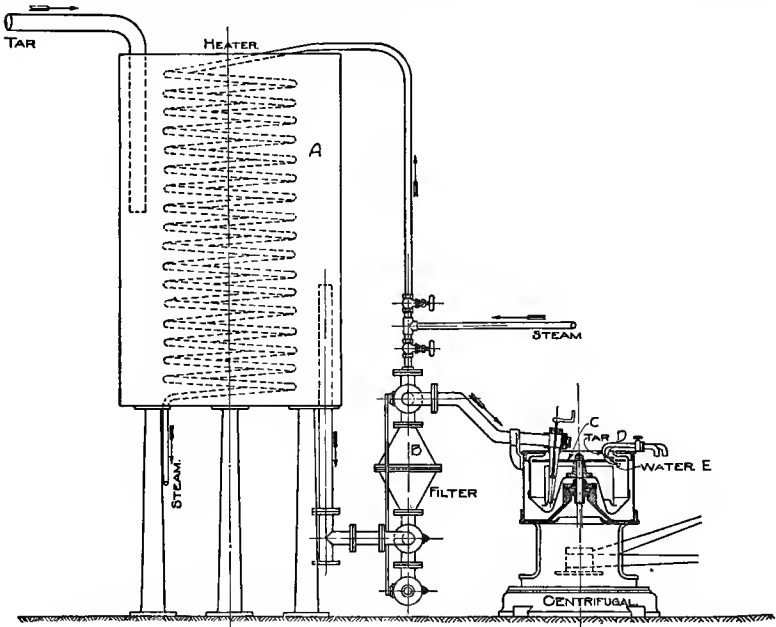 TAR
HEATER
A
STEAM
C
TAR D
WATER E
B
FILTER
STEAM.
CENTRIFUGAL.